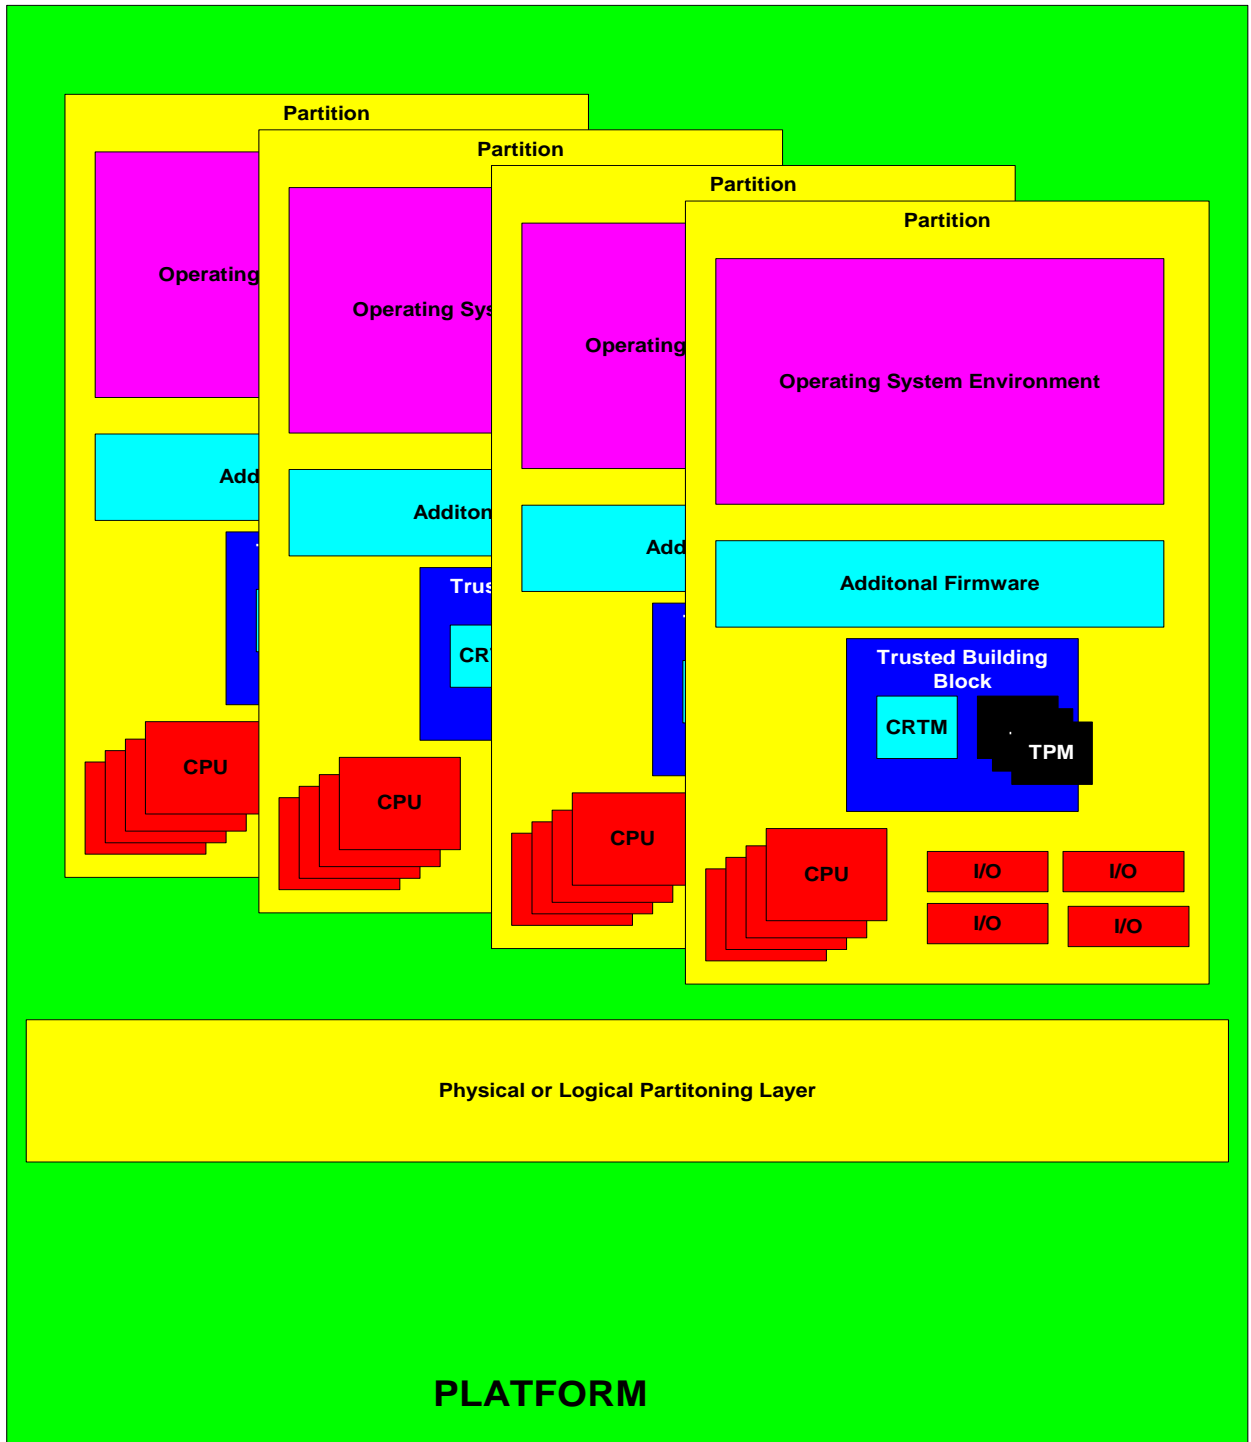 Partition
Partition
Partition
Partition
Operating
Operating Sys
Operating
Operating System Environment
Add
Additon
Add
Additonal Firmware
Trus
Trusted Building
Block
CRTM
TPM
CPU
CPU
CPU
CPU
I/O
I/O
I/O
I/O
Physical or Logical Partitoning Layer
PLATFORM